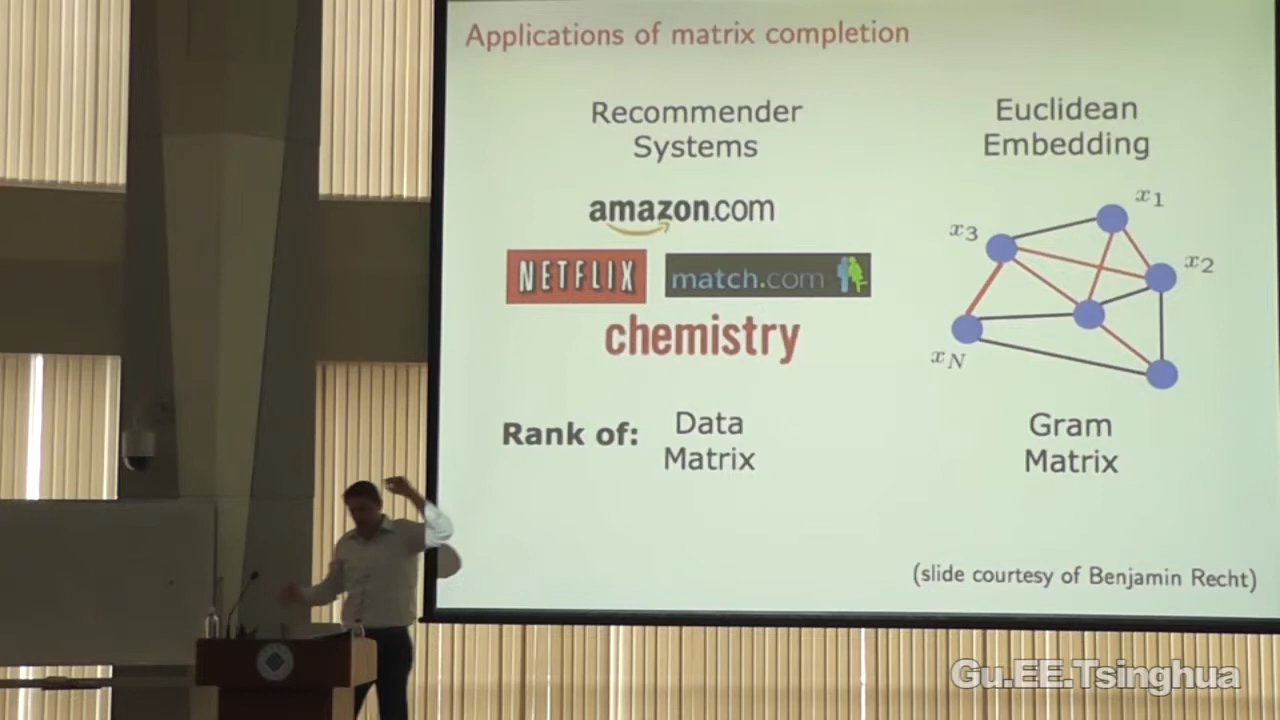 Applications of matrix completion
Recommender
Systems
amazon.com
NETFLIX
match.com
chemistry
Rank of:
Data
Matrix
Euclidean
Embedding
x1
x3
x2
xN
Gram
Matrix
(slide courtesy of Benjamin Recht)
Gu.EE.Tsinghua